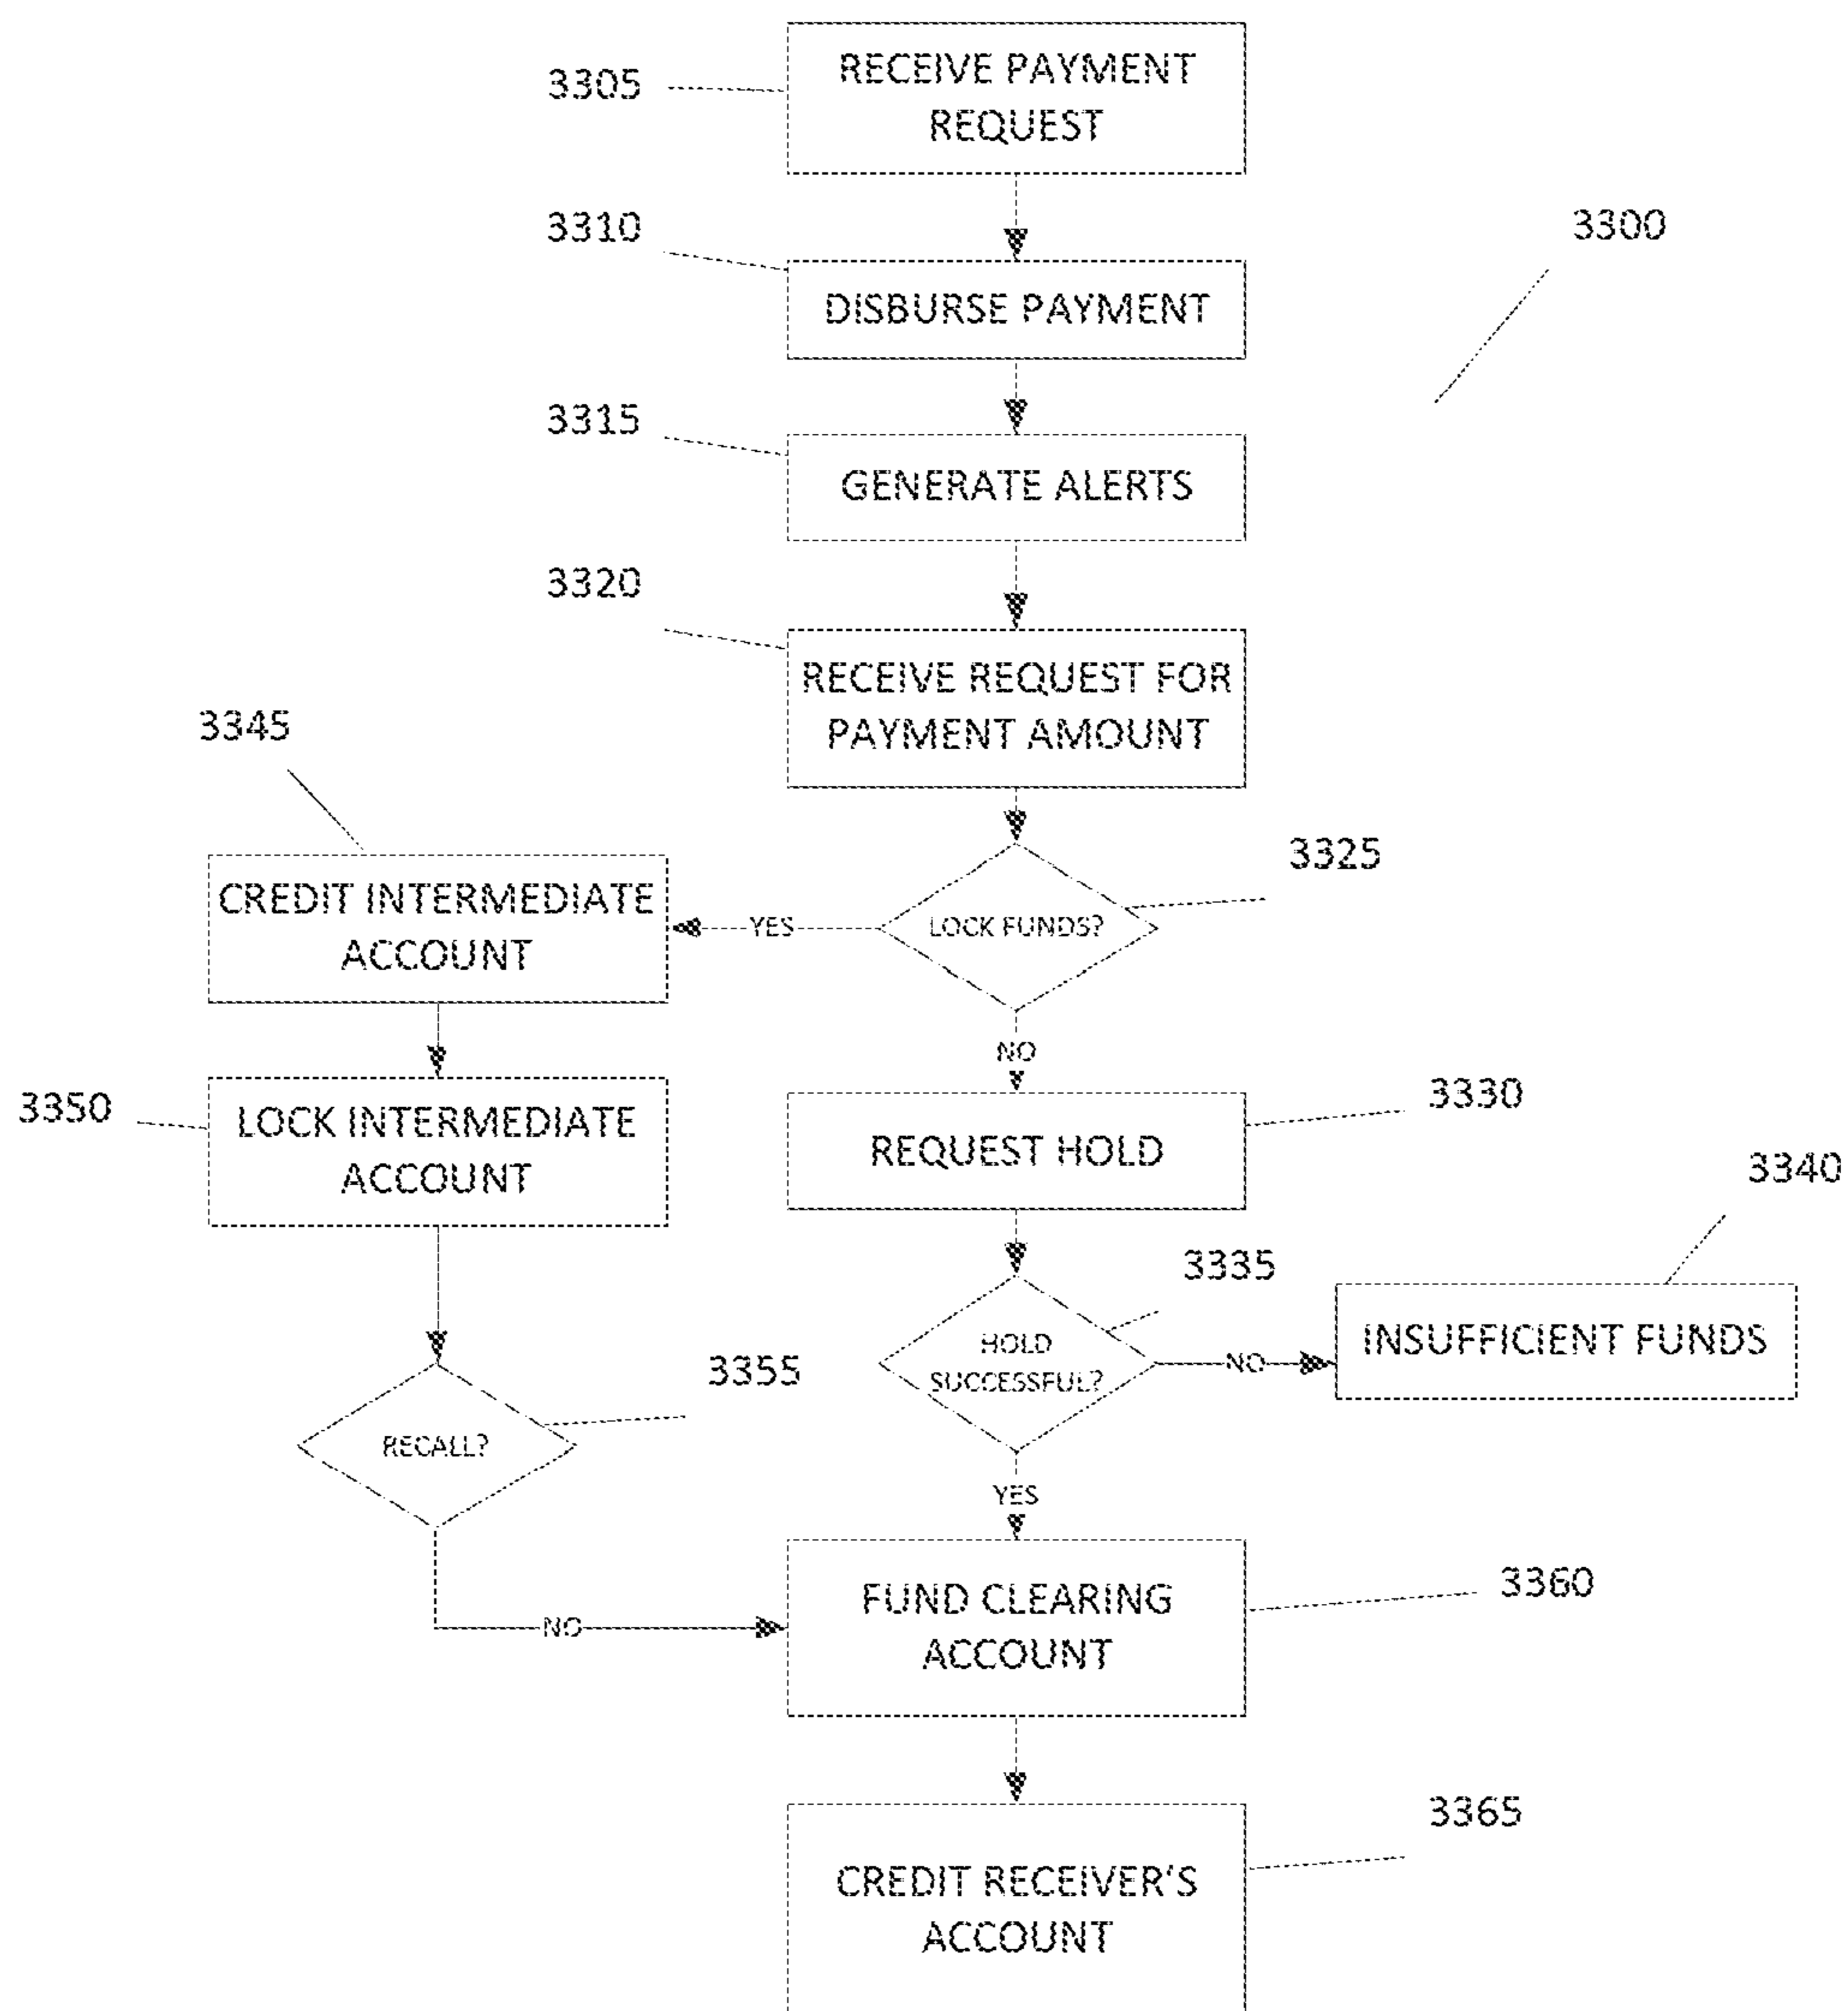 3305
RECEIVE PAYMENT
REQUEST
3310
3300
DISBURSE PAYMENT
3315
GENERATE ALERTS
3320
RECEIVE REQUEST FOR
PAYMENT AMOUNT
3345
3325
CREDIT INTERMEDIATE
ACCOUNT
YES
LOCK FUNDS?
NO
3350
LOCK INTERMEDIATE
ACCOUNT
3330
REQUEST HOLD
3340
3335
HOLD
SUCCESSFUL?
NO
INSUFFICIENT FUNDS
3355
RECALL?
YES
NO
FUND CLEARING
ACCOUNT
3360
3365
CREDIT RECEIVER'S
ACCOUNT